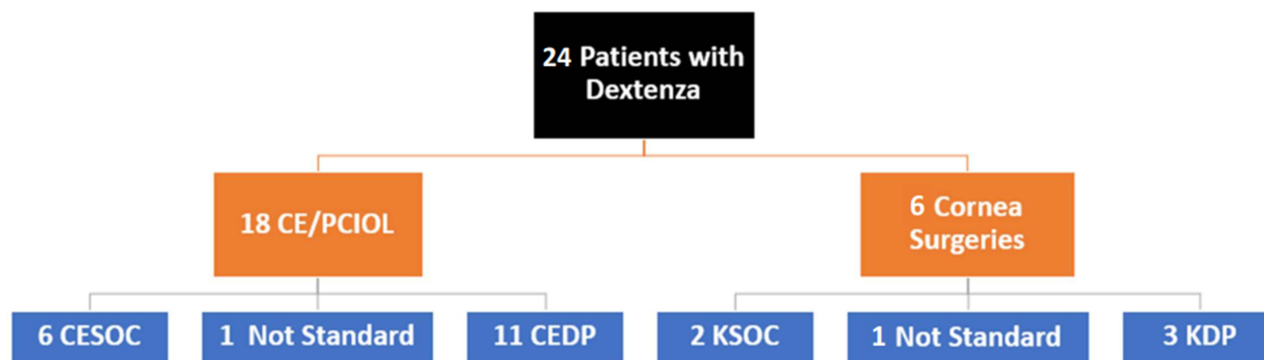 24 Patients with
Dextenza
18 CE/PCIOL
6 Cornea
Surgeries
6 CESOC
1 Not Standard
11 CEDP
2 KSOC
1 Not Standard
3 KDP